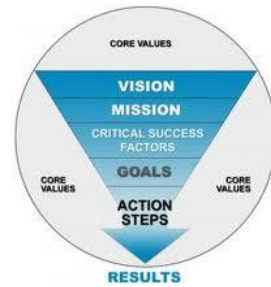 CORE VALUES
VISION
MISSION
CRITICAL SUCCESS
FACTORS
GOALS
CORE
VALUES
CORE
VALUES
ACTION
STEPS
RESULTS